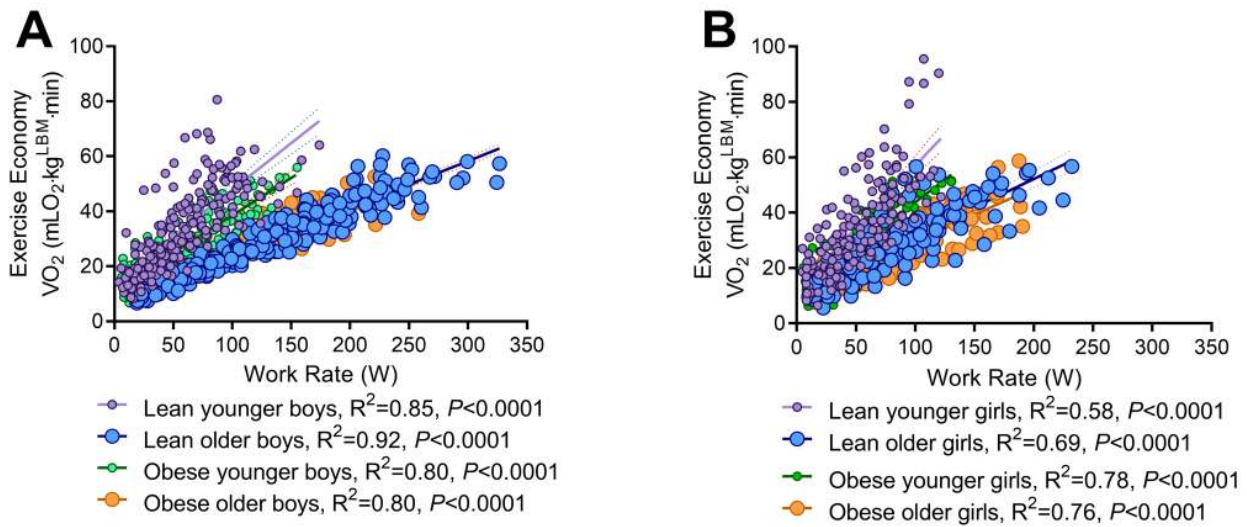 A
Exercise Economy
VO₂ (mLO₂·kg^LBM·min)
100
80
60
40
20
0
0 50 100 150 200 250 300 350
Work Rate (W)
Lean younger boys, R²=0.85, P<0.0001
Lean older boys, R²=0.92, P<0.0001
Obese younger boys, R²=0.80, P<0.0001
Obese older boys, R²=0.80, P<0.0001
B
Exercise Economy
VO₂ (mLO₂·kg^LBM·min)
100
80
60
40
20
0
0 50 100 150 200 250 300 350
Work Rate (W)
Lean younger girls, R²=0.58, P<0.0001
Lean older girls, R²=0.69, P<0.0001
Obese younger girls, R²=0.78, P<0.0001
Obese older girls, R²=0.76, P<0.0001